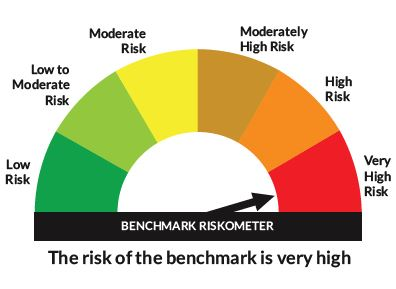 Low
Risk
Low to
Moderate
Risk
Moderate
Risk
Moderately
High Risk
High
Risk
Very
High
Risk
BENCHMARK RISKOMETER
The risk of the benchmark is very high